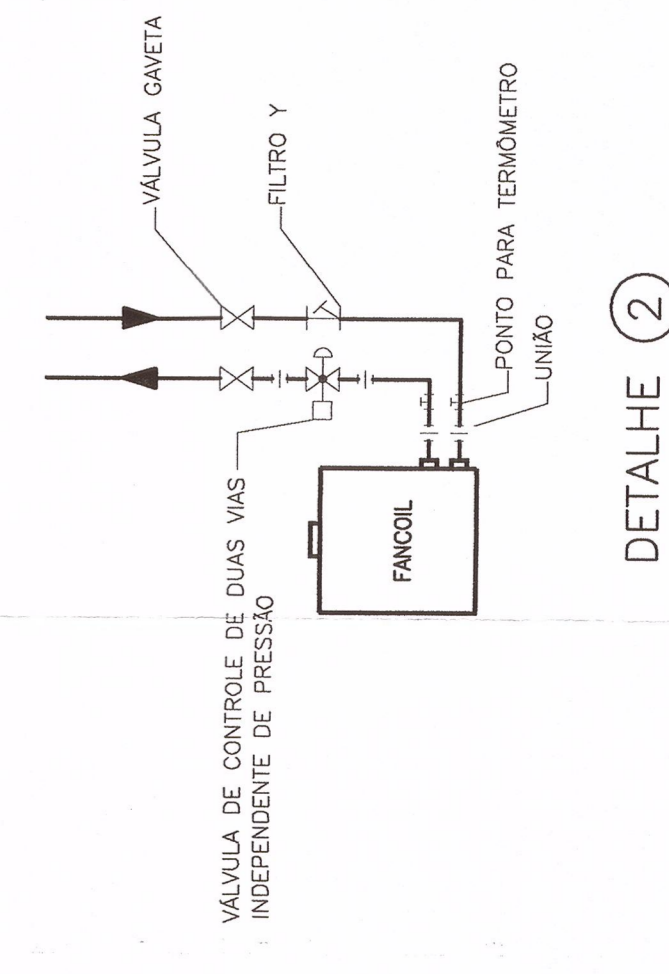 VÁLVULA GAVETA
FILTRO Y
PONTO PARA TERMÔMETRO
UNIÃO
VÁLVULA DE CONTROLE DE DUAS VIAS
INDEPENDENTE DE PRESSÃO
FANCOIL
DETALHE 2